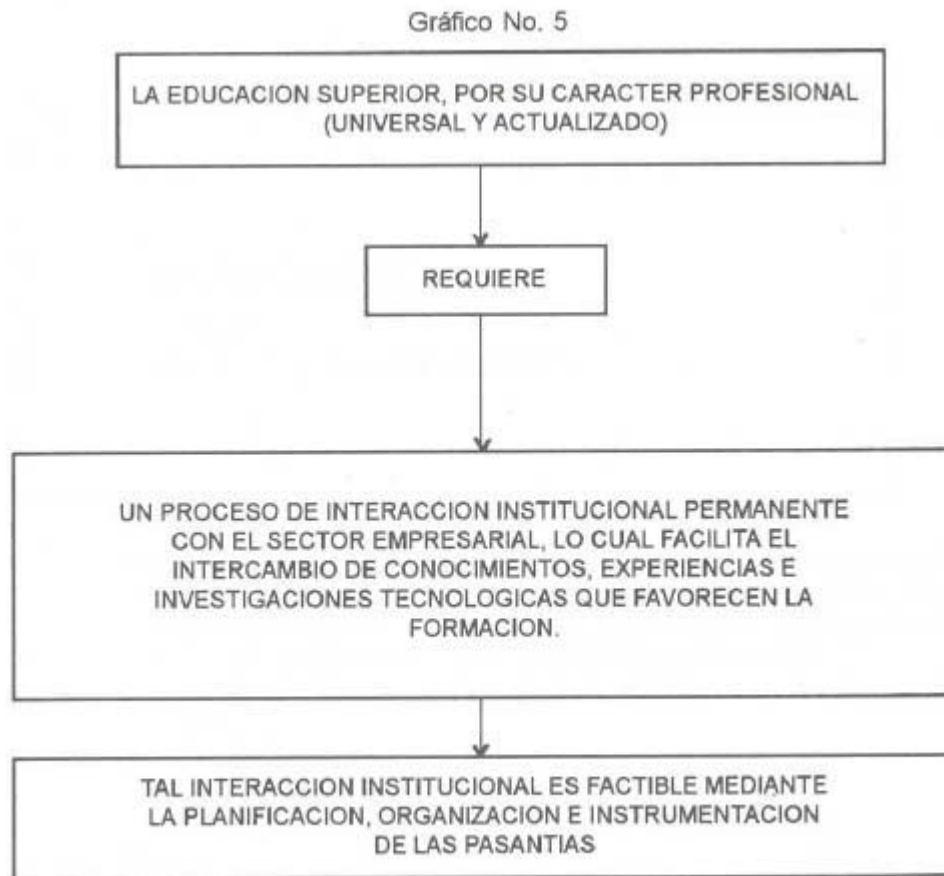 Gráfico No. 5
LA EDUCACION SUPERIOR, POR SU CARACTER PROFESIONAL
(UNIVERSAL Y ACTUALIZADO)
REQUIERE
UN PROCESO DE INTERACCION INSTITUCIONAL PERMANENTE
CON EL SECTOR EMPRESARIAL, LO CUAL FACILITA EL
INTERCAMBIO DE CONOCIMIENTOS, EXPERIENCIAS E
INVESTIGACIONES TECNOLOGICAS QUE FAVORECEN LA
FORMACION.
TAL INTERACCION INSTITUCIONAL ES FACTIBLE MEDIANTE
LA PLANIFICACION, ORGANIZACION E INSTRUMENTACION
DE LAS PASANTIAS